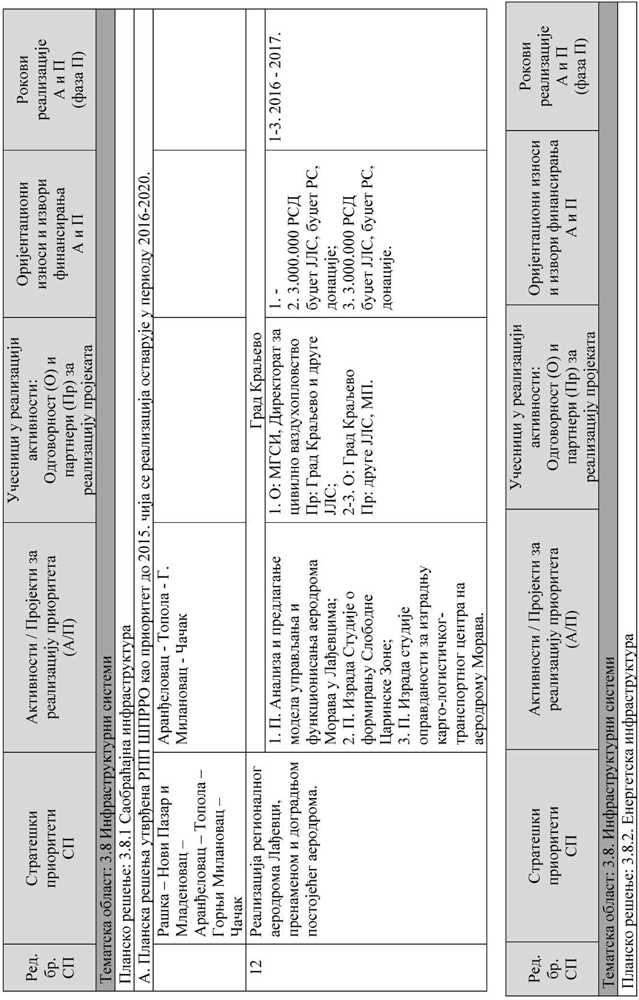 Ред.
бр.
СП
Стратешки
приоритети
СП
Активности / Пројекти за
реализацију приоритета
(А/П)
Учесници у реализацији
активности:
Одговорност (О) и
партнери (Пр) за
реализацију пројеката
Оријентациони
износи и извори
финансирања
А и П
Рокови
реализације
А и П
(фаза П)
Тематска област: 3.8 Инфраструктурни системи
Планско решење: 3.8.1 Саобраћајна инфраструктура
А. Планска решења утврђена РПП ШПРРО као приоритет до 2015. чија се реализација остварује у периоду 2016-2020.
Рашка – Нови Пазар и
Младеновац –
Аранђеловац – Топола –
Горњи Милановац –
Чачак
Аранђеловац - Топола - Г.
Милановац - Чачак
12
Реализација регионалног
аеродрома Лађевци,
пренаменом и доградњом
постојећег аеродрома.
Град Краљево
1. П. Анализа и предлагање
модела управљања и
функционисања аеродрома
Морава у Лађевцима;
2. П. Израда Студије о
формирању Слободне
Царинске Зоне;
3. П. Израда студије
оправданости за изградњу
карго-логистичког-
транспортног центра на
аеродрому Морава.
1. О: МГСИ, Директорат за
цивилно ваздухопловство
Пр: Град Краљево и друге
ЈЛС;
2-3. О: Град Краљево
Пр: друге ЈЛС, МП.
1. -
2. 3.000.000 РСД
буџет ЈЛС, буџет РС,
донације;
3. 3.000.000 РСД
буџет ЈЛС, буџет РС,
донације.
1-3. 2016 - 2017.
Ред.
бр.
СП
Стратешки
приоритети
СП
Активности / Пројекти за
реализацију приоритета
(А/П)
Учесници у реализацији
активности:
Одговорност (О) и
партнери (Пр) за
реализацију пројеката
Оријентациони износи
и извори финансирања
А и П
Рокови
реализације
А и П
(фаза П)
Тематска област: 3.8. Инфраструктурни системи
Планско решење: 3.8.2. Енергетска инфраструктура